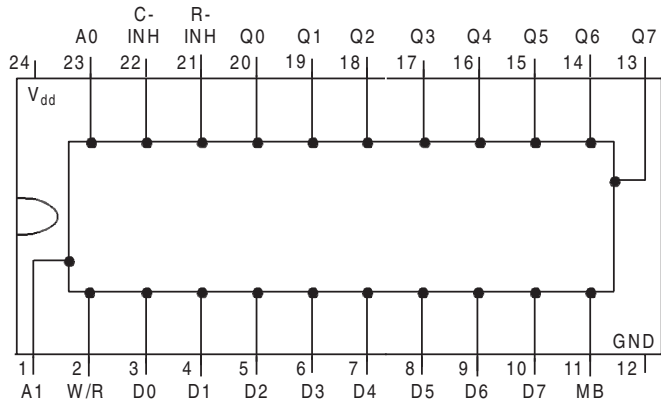 C- R-
A0 INH INH Q0 Q1 Q2 Q3 Q4 Q5 Q6 Q7
24 23 22 21 20 19 18 17 16 15 14 13
Vdd
GND
1 2 3 4 5 6 7 8 9 10 11 12
A1 W/R D0 D1 D2 D3 D4 D5 D6 D7 MB